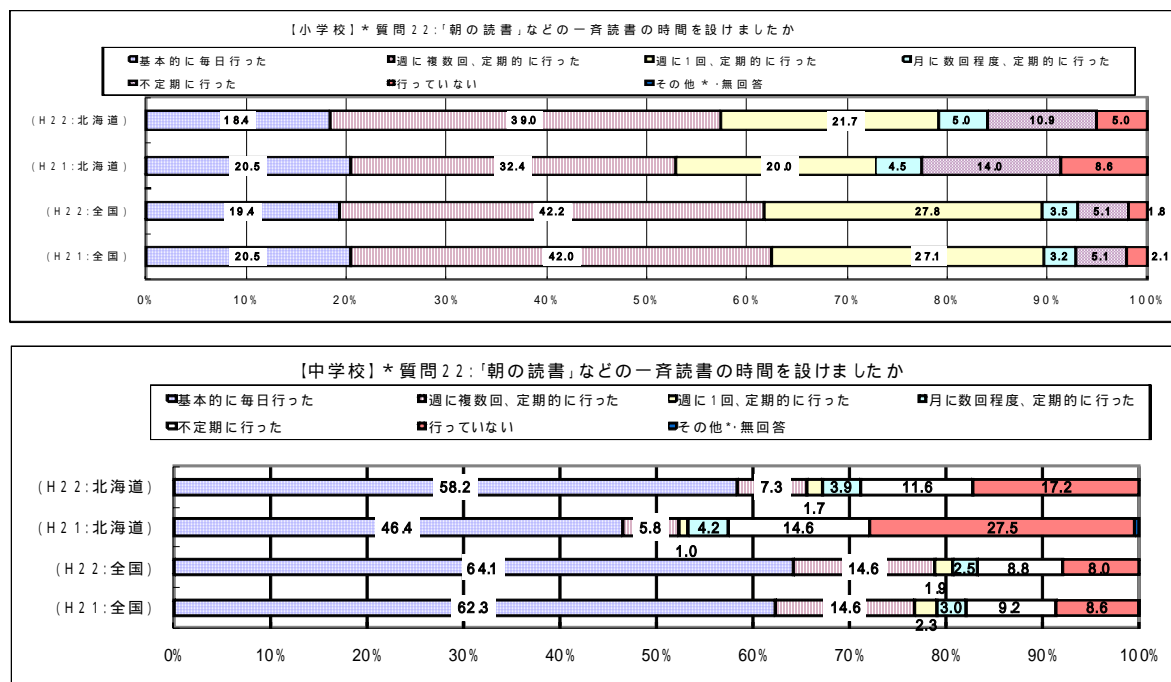 【小学校】*質問22:「朝の読書」などの一斉読書の時間を設けましたか
基本的に毎日行った 週に複数回、定期的に行った 週に1回、定期的に行った 月に数回程度、定期的に行った
不定期に行った 行っていない その他*・無回答
(H22:北海道) 18.4 39.0 21.7 5.0 10.9 5.0
(H21:北海道) 20.5 32.4 20.0 4.5 14.0 8.6
(H22:全国) 19.4 42.2 27.8 3.5 5.1 1.8
(H21:全国) 20.5 42.0 27.1 3.2 5.1 2.1
0% 10% 20% 30% 40% 50% 60% 70% 80% 90% 100%
【中学校】*質問22:「朝の読書」などの一斉読書の時間を設けましたか
基本的に毎日行った 週に複数回、定期的に行った 週に1回、定期的に行った 月に数回程度、定期的に行った
不定期に行った 行っていない その他*・無回答
(H22:北海道) 58.2 7.3 1.7 3.9 11.6 17.2
(H21:北海道) 46.4 5.8 1.0 4.2 14.6 27.5
(H22:全国) 64.1 14.6 1.9 2.5 8.8 8.0
(H21:全国) 62.3 14.6 2.3 3.0 9.2 8.6
0% 10% 20% 30% 40% 50% 60% 70% 80% 90% 100%